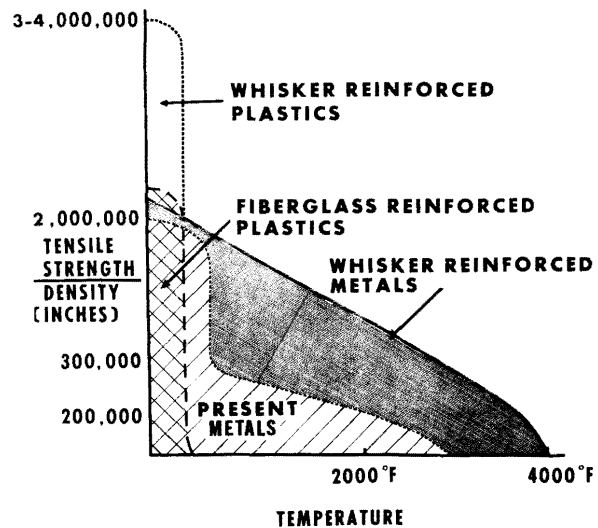 3-4,000,000
WHISKER REINFORCED
PLASTICS
FIBERGLASS REINFORCED
PLASTICS
2,000,000
TENSILE
STRENGTH
DENSITY
(INCHES)
WHISKER REINFORCED
METALS
300,000
200,000
PRESENT
METALS
2000°F
4000°F
TEMPERATURE